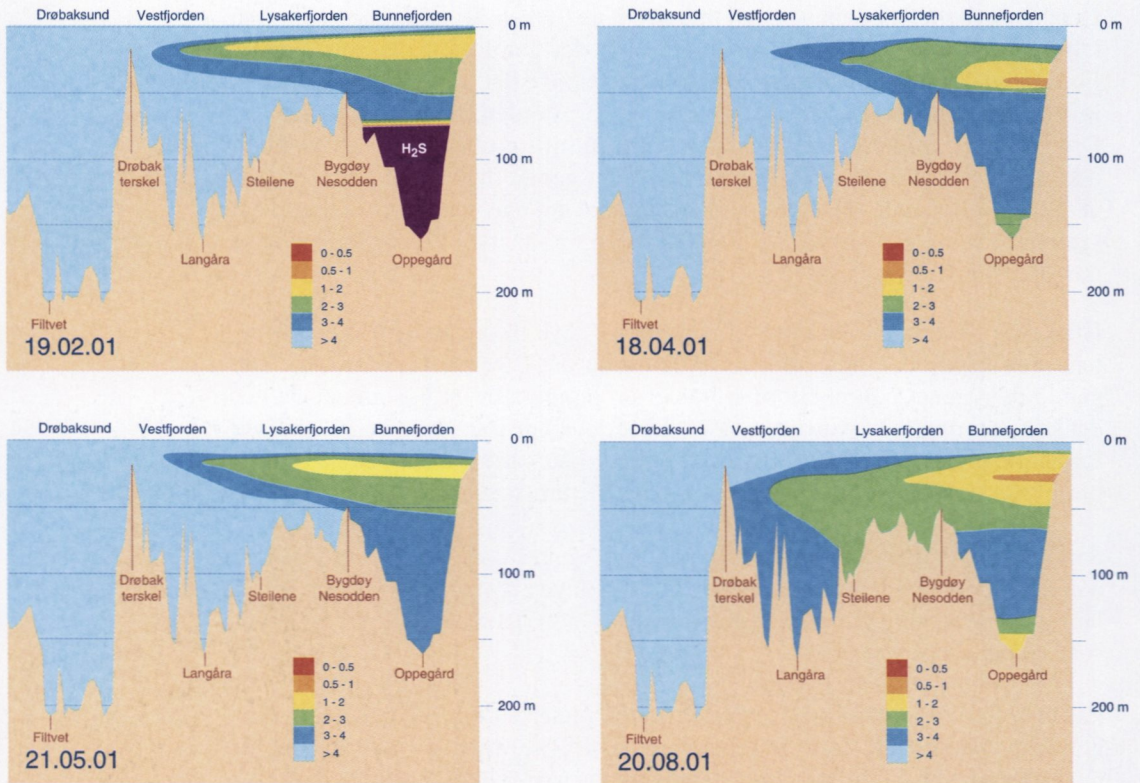 Drøbaksund Vestfjorden Lysakerfjorden Bunnefjorden
0 m
H₂S
100 m
Drøbak
terskel
Steilene
Bygdøy
Nesodden
Langåra
Oppegård
0 - 0.5
0.5 - 1
1 - 2
2 - 3
3 - 4
> 4
200 m
Filtvet
19.02.01
Drøbaksund Vestfjorden Lysakerfjorden Bunnefjorden
0 m
100 m
Drøbak
terskel
Steilene
Bygdøy
Nesodden
Langåra
Oppegård
0 - 0.5
0.5 - 1
1 - 2
2 - 3
3 - 4
> 4
200 m
Filtvet
18.04.01
Drøbaksund Vestfjorden Lysakerfjorden Bunnefjorden
0 m
100 m
Drøbak
terskel
Steilene
Bygdøy
Nesodden
Langåra
Oppegård
0 - 0.5
0.5 - 1
1 - 2
2 - 3
3 - 4
> 4
200 m
Filtvet
21.05.01
Drøbaksund Vestfjorden Lysakerfjorden Bunnefjorden
0 m
100 m
Drøbak
terskel
Steilene
Bygdøy
Nesodden
Langåra
Oppegård
0 - 0.5
0.5 - 1
1 - 2
2 - 3
3 - 4
> 4
200 m
Filtvet
20.08.01